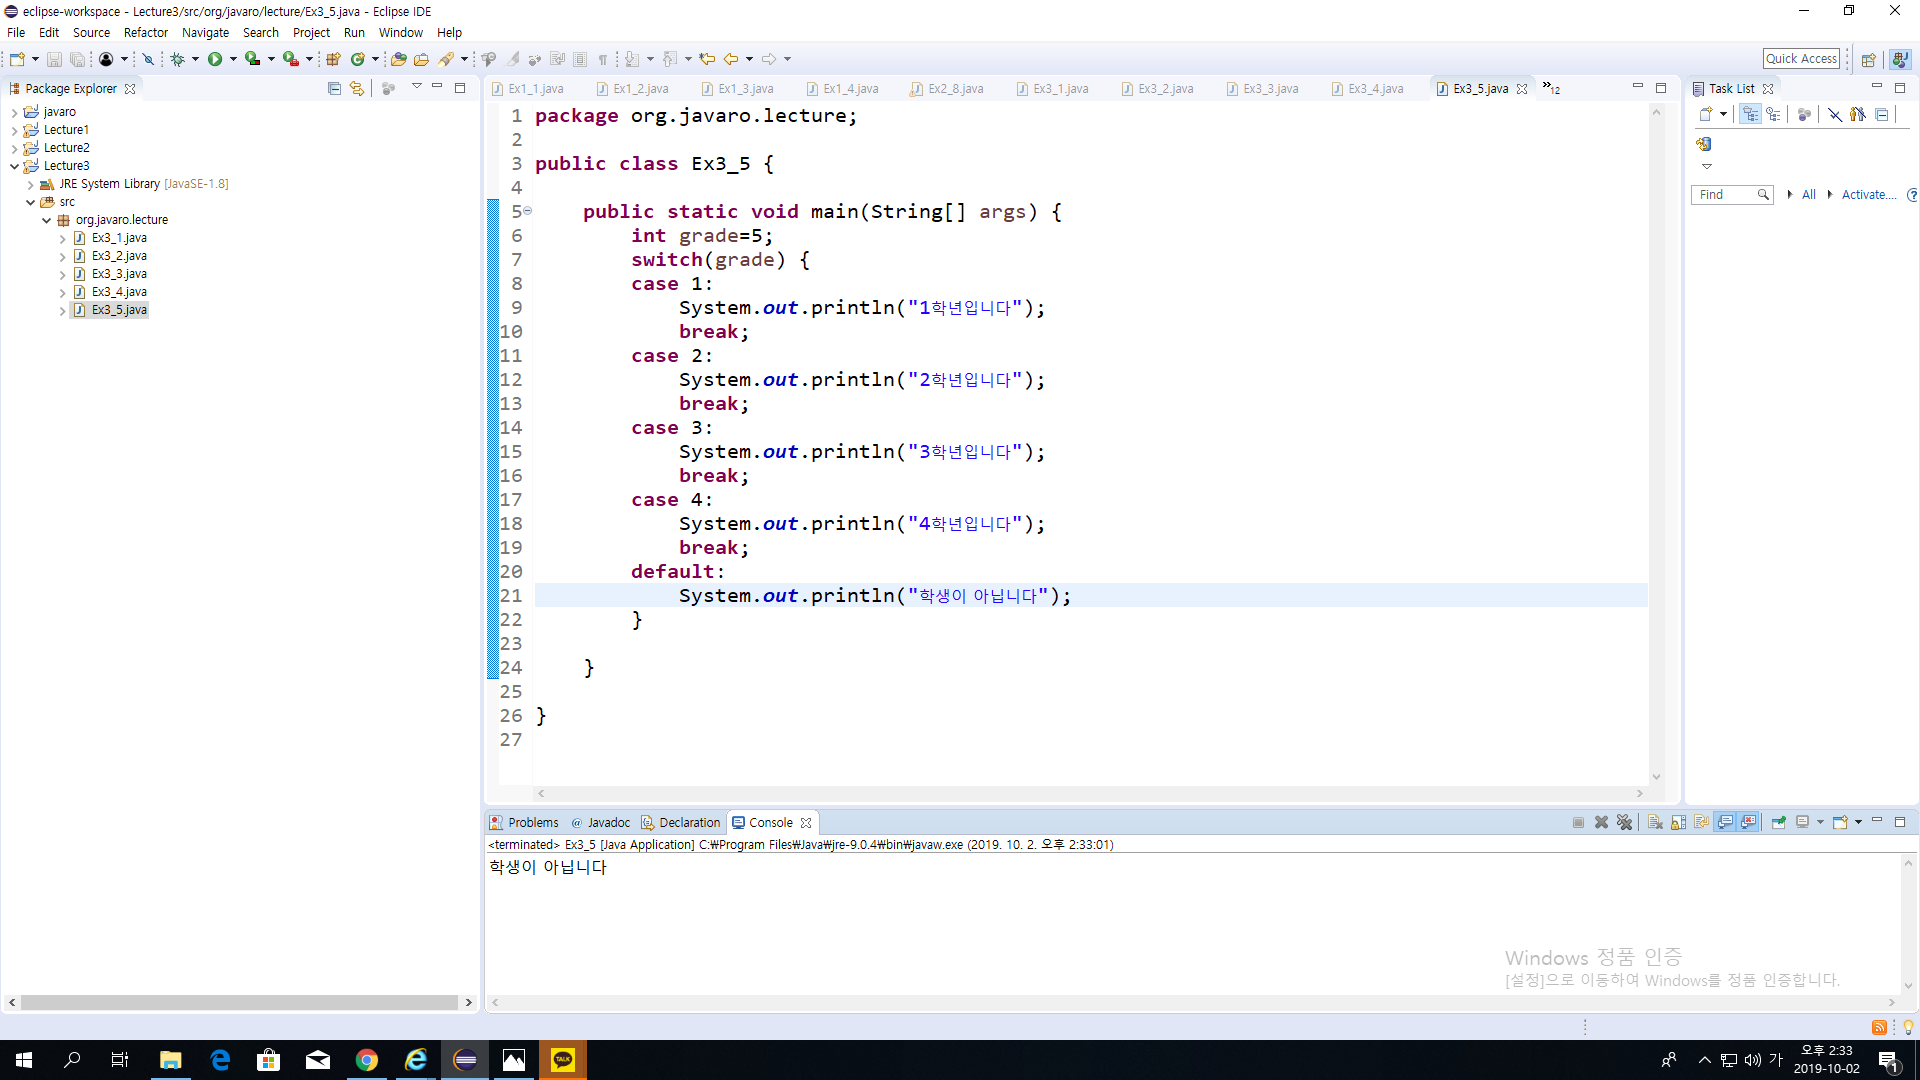 eclipse-workspace - Lecture3/src/org/javaro/lecture/Ex3_5.java - Eclipse IDE
File Edit Source Refactor Navigate Search Project Run Window Help
Quick Access
Package Explorer
javaro
Lecture1
Lecture2
Lecture3
JRE System Library [JavaSE-1.8]
src
org.javaro.lecture
Ex3_1.java
Ex3_2.java
Ex3_3.java
Ex3_4.java
Ex3_5.java
Ex1_1.java Ex1_2.java Ex1_3.java Ex1_4.java Ex2_8.java Ex3_1.java Ex3_2.java Ex3_3.java Ex3_4.java Ex3_5.java »12
1 package org.javaro.lecture;
2
3 public class Ex3_5 {
4
5 public static void main(String[] args) {
6 int grade=5;
7 switch(grade) {
8 case 1:
9 System.out.println("1학년입니다");
10 break;
11 case 2:
12 System.out.println("2학년입니다");
13 break;
14 case 3:
15 System.out.println("3학년입니다");
16 break;
17 case 4:
18 System.out.println("4학년입니다");
19 break;
20 default:
21 System.out.println("학생이 아닙니다");
22 }
23
24 }
25
26 }
27
Task List
Find All Activate....
Problems Javadoc Declaration Console
<terminated> Ex3_5 [Java Application] C:₩Program Files₩Java₩jre-9.0.4₩bin₩javaw.exe (2019. 10. 2. 오후 2:33:01)
학생이 아닙니다
Windows 정품 인증
[설정]으로 이동하여 Windows를 정품 인증합니다.
TALK
가
오후 2:33
2019-10-02
1